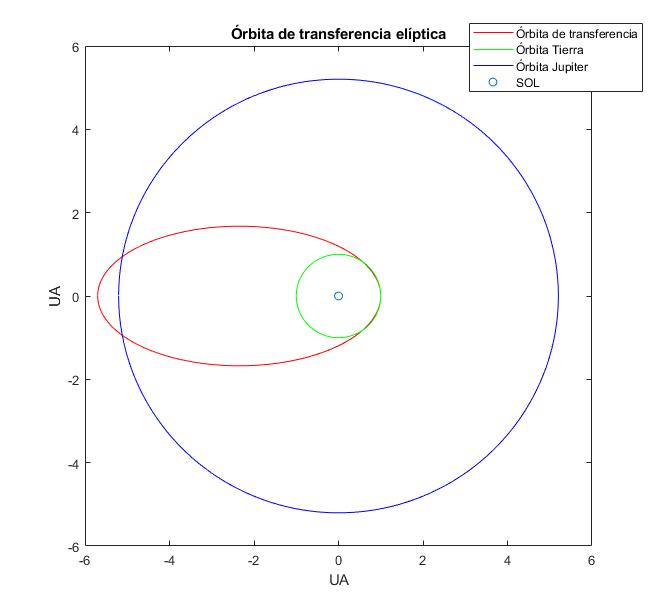 Órbita de transferencia elíptica
Órbita de transferencia
Órbita Tierra
Órbita Jupiter
SOL
UA
6
4
2
0
-2
-4
-6
-6
-4
-2
0
2
4
6
UA